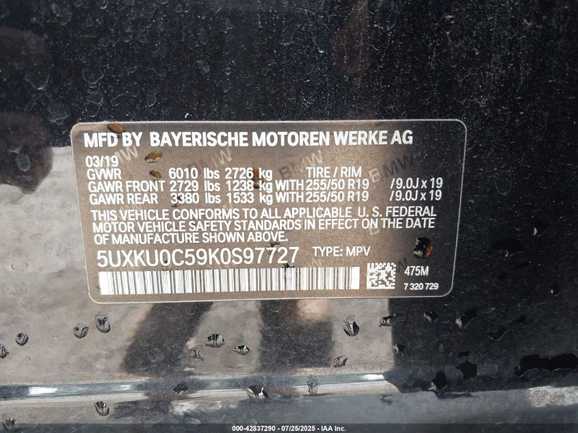 MFD BY BAYERISCHE MOTOREN WERKE AG
03/19
GVWR 6010 lbs 2726 kg TIRE / RIM
GAWR FRONT 2729 lbs 1238 kg WITH 255/50 R19 /9.0J x 19
GAWR REAR 3380 lbs 1533 kg WITH 255/50 R19 /9.0J x 19
THIS VEHICLE CONFORMS TO ALL APPLICABLE U. S. FEDERAL
MOTOR VEHICLE SAFETY STANDARDS IN EFFECT ON THE DATE
OF MANUFACTURE SHOWN ABOVE.
5UXKU0C59K0S97727 TYPE: MPV
475M
7 320 729
000-42837290 - 07/25/2025 - IAA Inc.